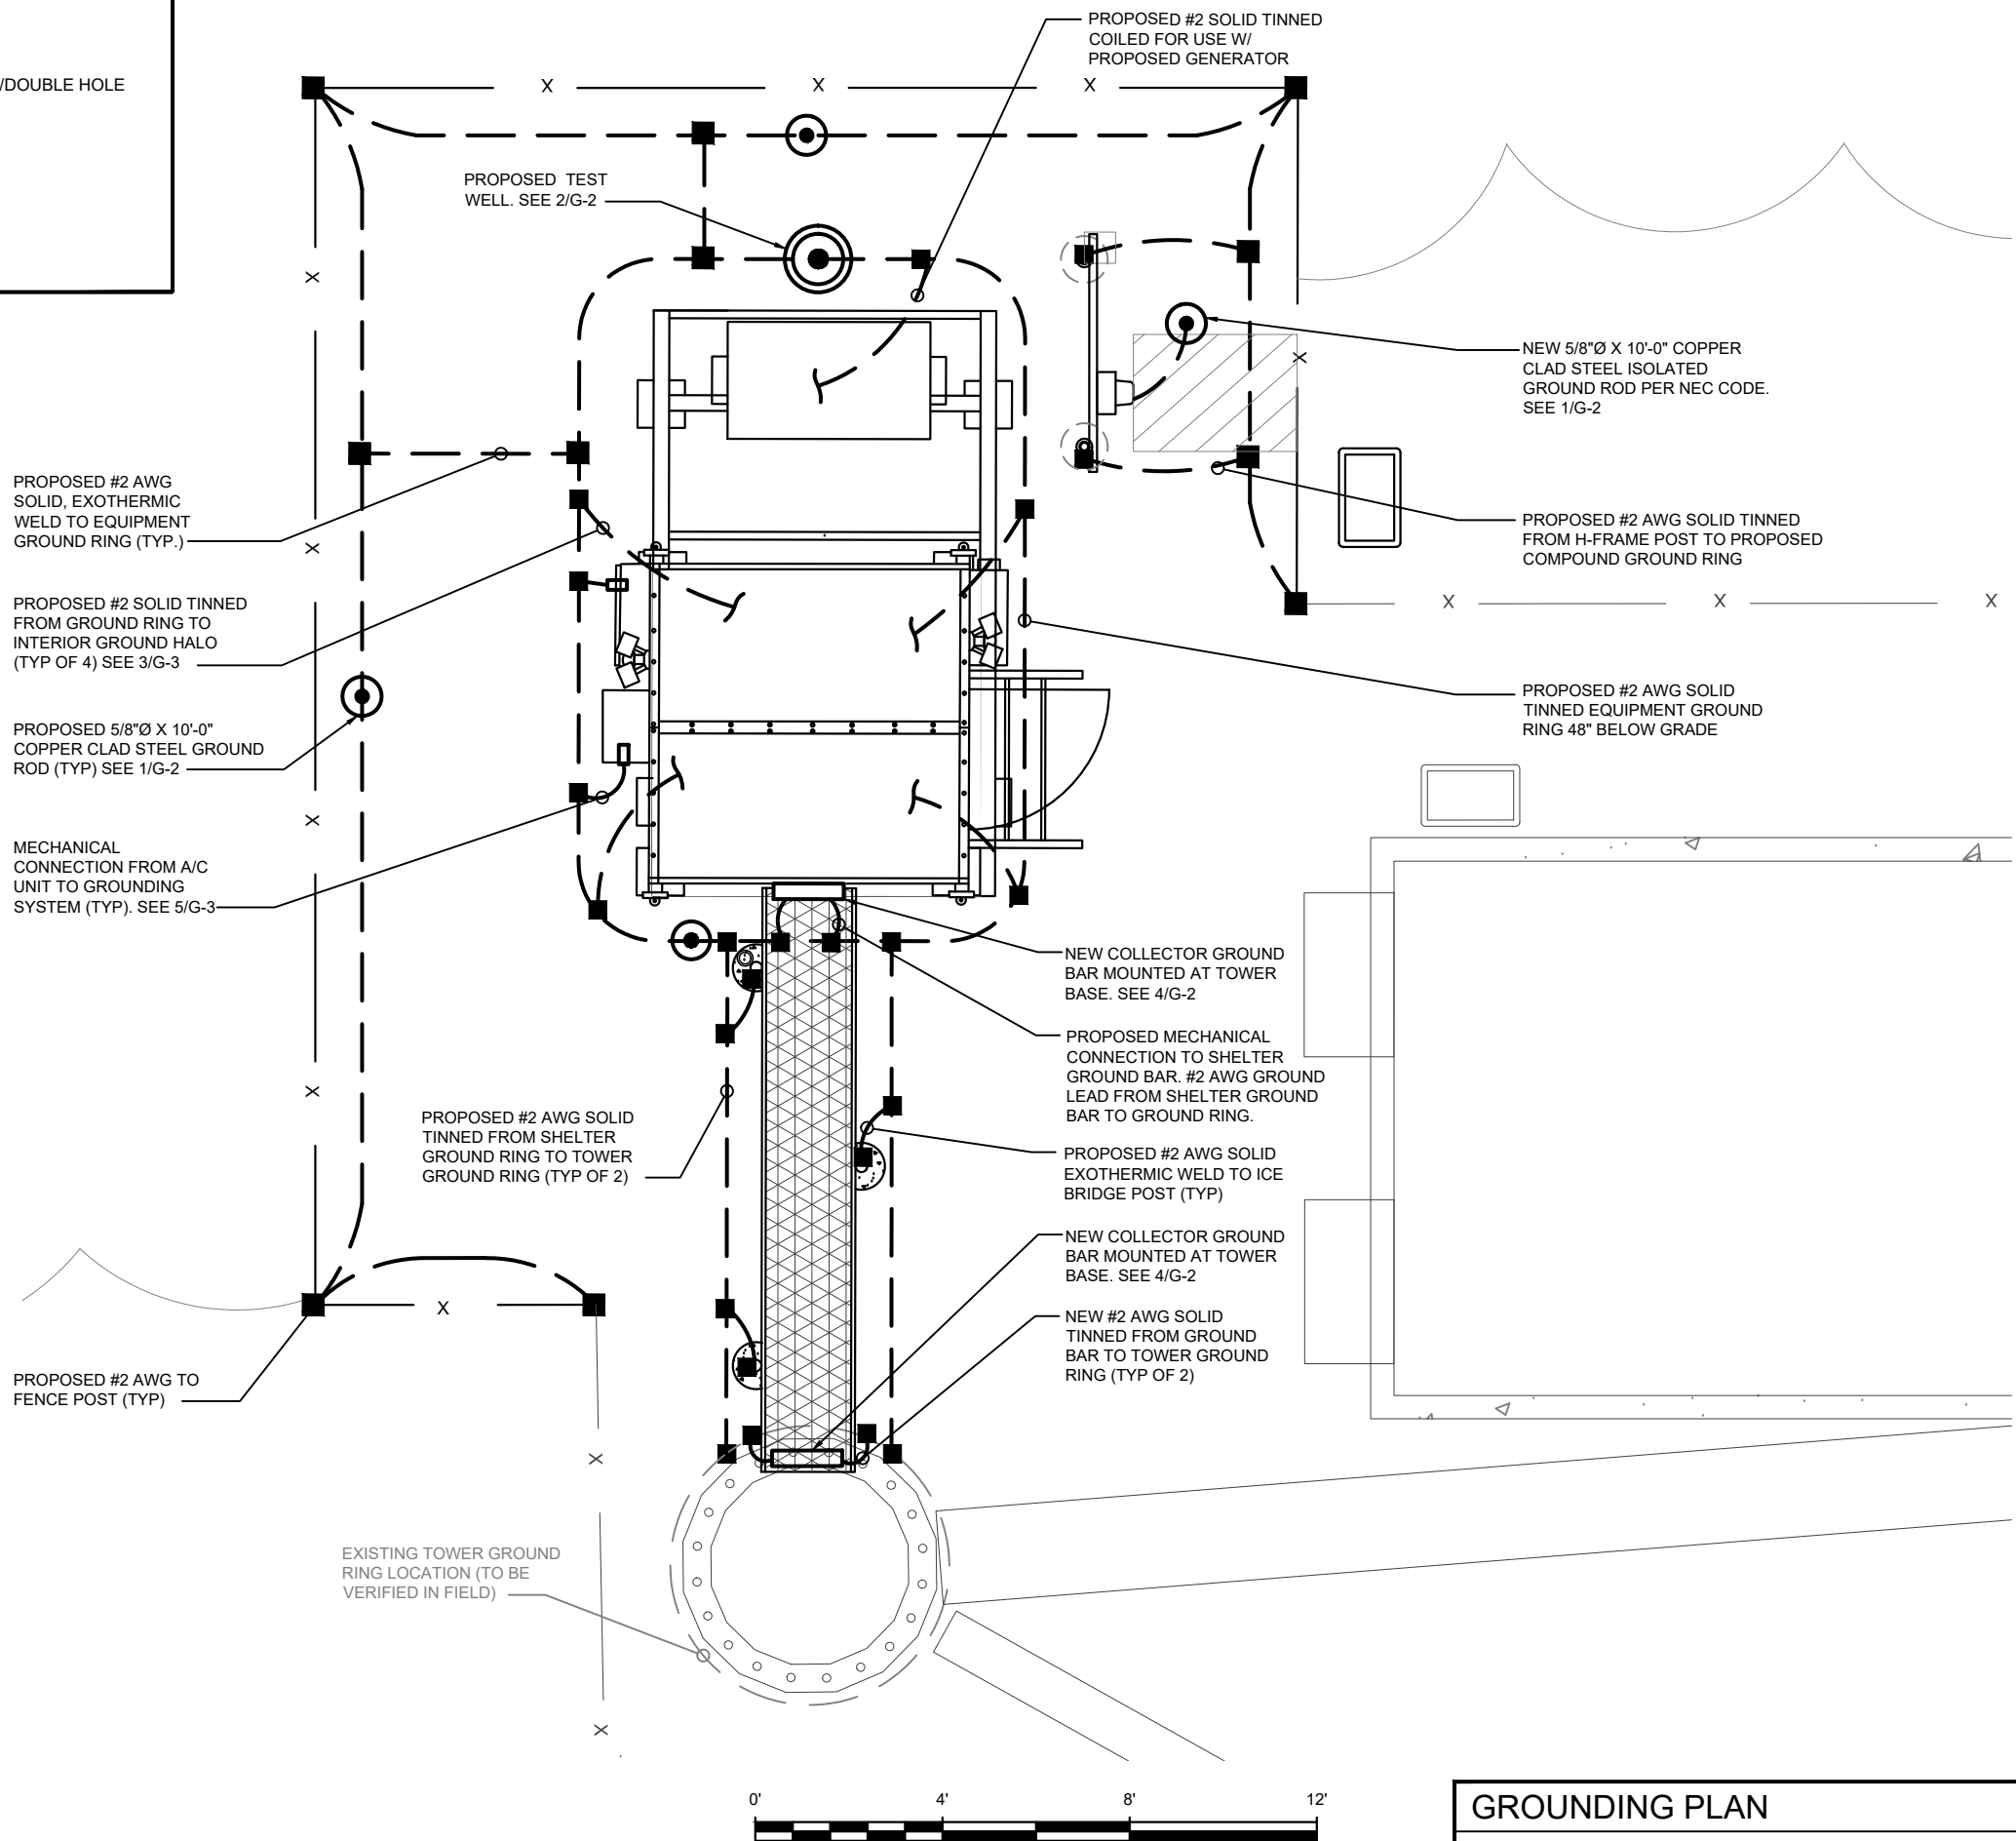 /DOUBLE HOLE
PROPOSED #2 SOLID TINNED
COILED FOR USE W/
PROPOSED GENERATOR
X X X
PROPOSED TEST
WELL. SEE 2/G-2
X
NEW 5/8"Ø X 10'-0" COPPER
CLAD STEEL ISOLATED
GROUND ROD PER NEC CODE.
SEE 1/G-2
X
PROPOSED #2 AWG
SOLID, EXOTHERMIC
WELD TO EQUIPMENT
GROUND RING (TYP.)
X
PROPOSED #2 AWG SOLID TINNED
FROM H-FRAME POST TO PROPOSED
COMPOUND GROUND RING
X X X
PROPOSED #2 SOLID TINNED
FROM GROUND RING TO
INTERIOR GROUND HALO
(TYP OF 4) SEE 3/G-3
PROPOSED #2 AWG SOLID
TINNED EQUIPMENT GROUND
RING 48" BELOW GRADE
PROPOSED 5/8"Ø X 10'-0"
COPPER CLAD STEEL GROUND
ROD (TYP) SEE 1/G-2
X
MECHANICAL
CONNECTION FROM A/C
UNIT TO GROUNDING
SYSTEM (TYP). SEE 5/G-3
NEW COLLECTOR GROUND
BAR MOUNTED AT TOWER
BASE. SEE 4/G-2
PROPOSED MECHANICAL
CONNECTION TO SHELTER
GROUND BAR. #2 AWG GROUND
LEAD FROM SHELTER GROUND
BAR TO GROUND RING.
X
PROPOSED #2 AWG SOLID
TINNED FROM SHELTER
GROUND RING TO TOWER
GROUND RING (TYP OF 2)
PROPOSED #2 AWG SOLID
EXOTHERMIC WELD TO ICE
BRIDGE POST (TYP)
NEW COLLECTOR GROUND
BAR MOUNTED AT TOWER
BASE. SEE 4/G-2
X
NEW #2 AWG SOLID
TINNED FROM GROUND
BAR TO TOWER GROUND
RING (TYP OF 2)
PROPOSED #2 AWG TO
FENCE POST (TYP)
X
EXISTING TOWER GROUND
RING LOCATION (TO BE
VERIFIED IN FIELD)
X
0' 4' 8' 12'
GROUNDING PLAN